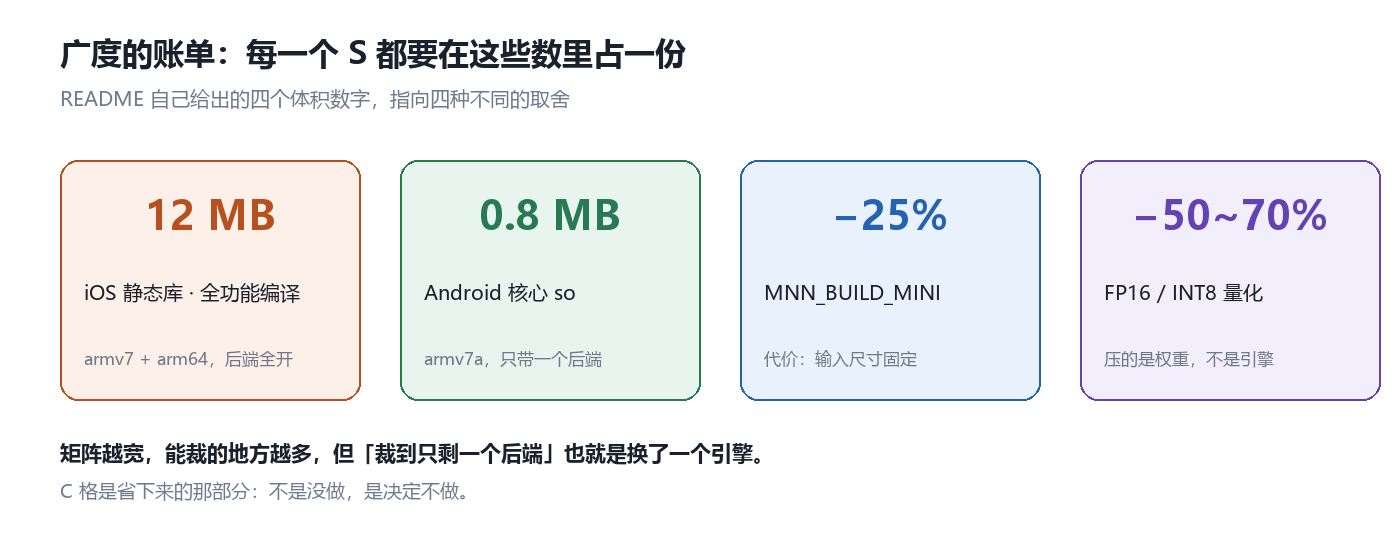 广度的账单：每一个 S 都要在这些数里占一份
README 自己给出的四个体积数字，指向四种不同的取舍
12 MB
iOS 静态库 · 全功能编译
armv7 + arm64，后端全开
0.8 MB
Android 核心 so
armv7a，只带一个后端
−25%
MNN_BUILD_MINI
代价：输入尺寸固定
−50~70%
FP16 / INT8 量化
压的是权重，不是引擎
矩阵越宽，能裁的地方越多，但「裁到只剩一个后端」也就是换了一个引擎。
C 格是省下来的那部分：不是没做，是决定不做。